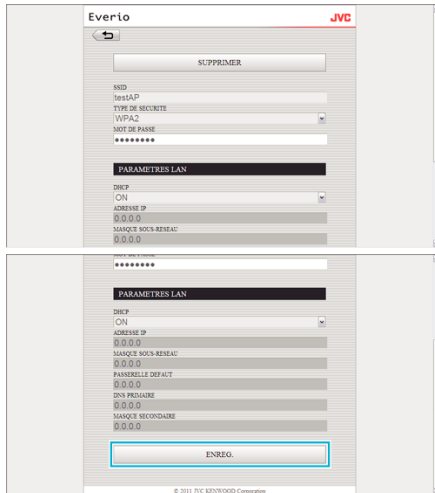 Everio JVC
SUPPRIMER
SSID
testAP
TYPE DE SECURITE
WPA2
MOT DE PASSE
********
PARAMETRES LAN
DHCP
ON
ADRESSE IP
0.0.0.0
MASQUE SOUS-RESEAU
0.0.0.0
MOT DE PASSE
********
PARAMETRES LAN
DHCP
ON
ADRESSE IP
0.0.0.0
MASQUE SOUS-RESEAU
0.0.0.0
PASSERELLE DEFAUT
0.0.0.0
DNS PRIMAIRE
0.0.0.0
MASQUE SECONDAIRE
0.0.0.0
ENREG.
© 2011 JVC KENWOOD Corporation